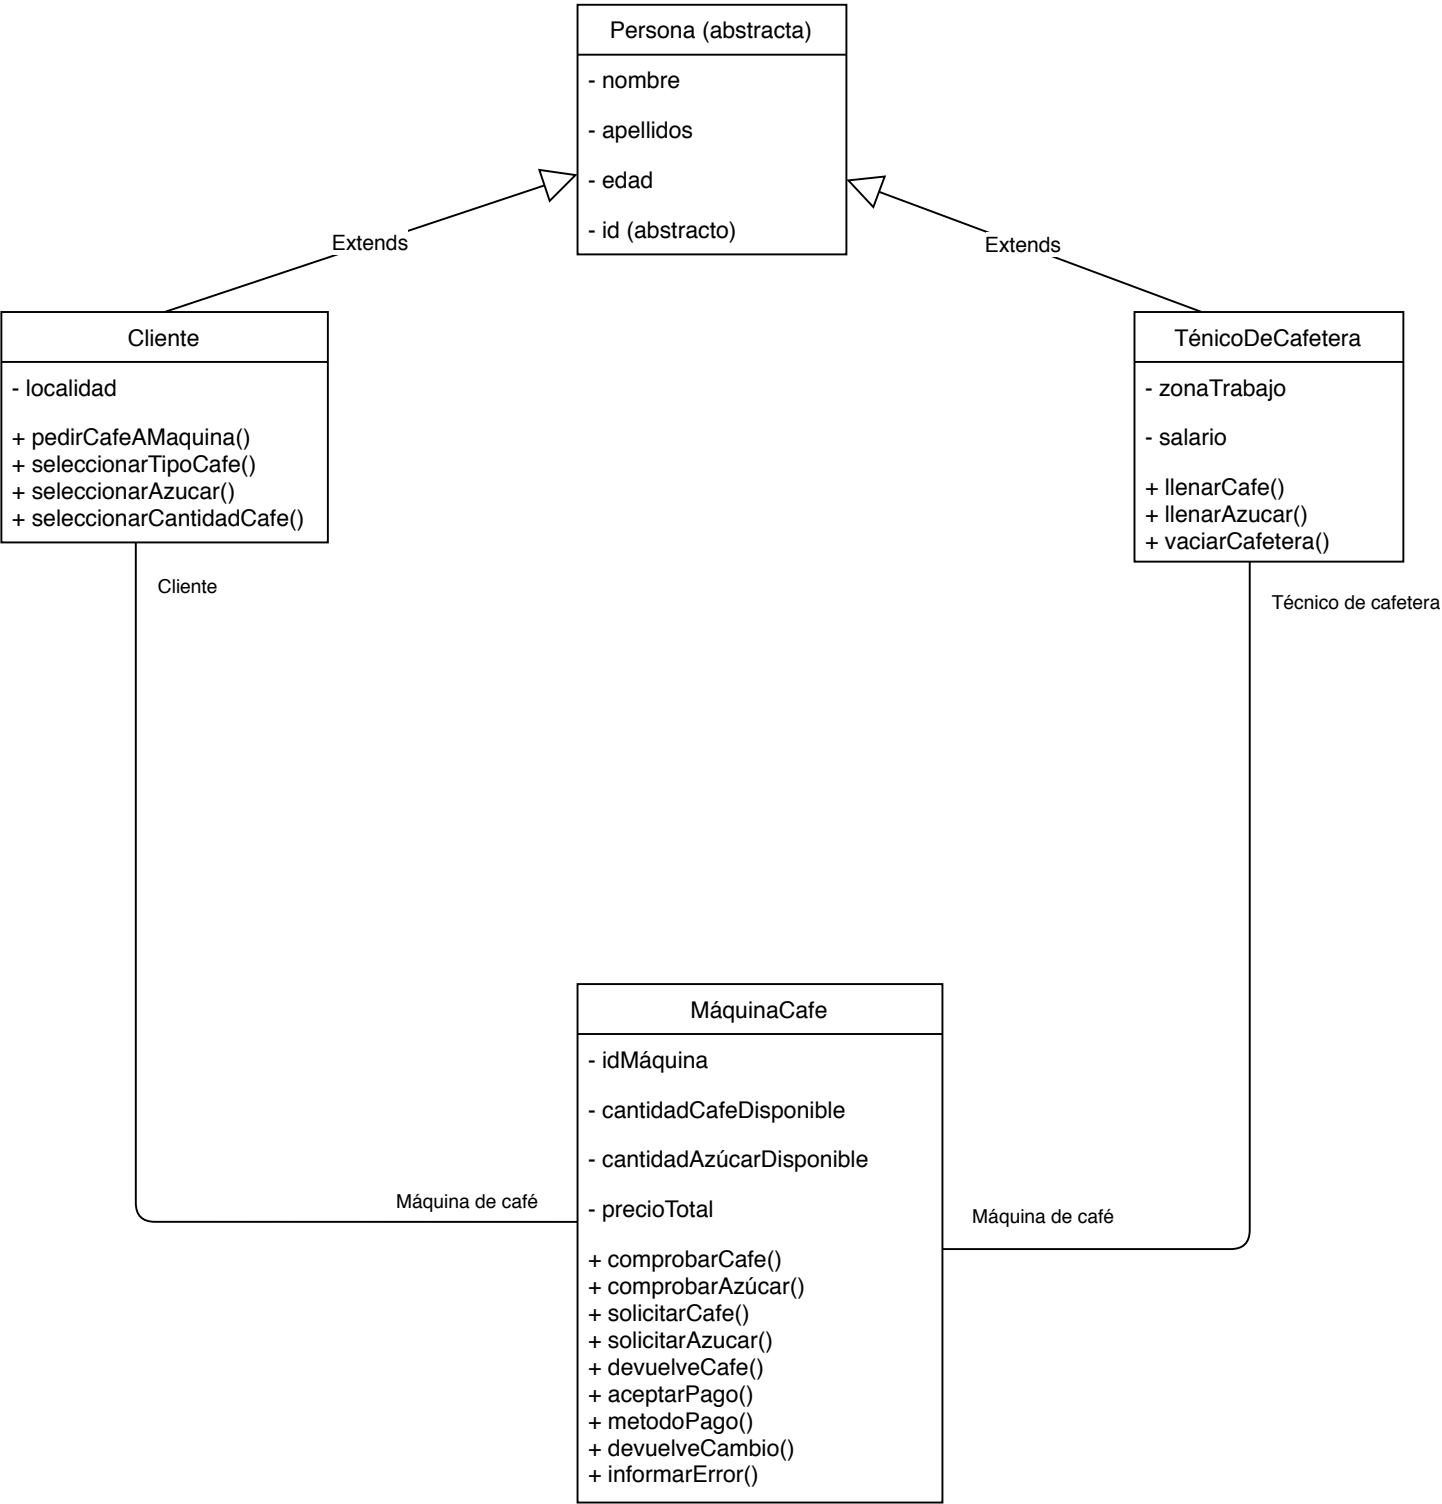 Persona (abstracta)
- nombre
- apellidos
- edad
- id (abstracto)
Extends
Extends
Cliente
- localidad
+ pedirCafeAMaquina()
+ seleccionarTipoCafe()
+ seleccionarAzucar()
+ seleccionarCantidadCafe()
TénicoDeCafetera
- zonaTrabajo
- salario
+ llenarCafe()
+ llenarAzucar()
+ vaciarCafetera()
Cliente
Técnico de cafetera
Máquina de café
Máquina de café
MáquinaCafe
- idMáquina
- cantidadCafeDisponible
- cantidadAzúcarDisponible
- precioTotal
+ comprobarCafe()
+ comprobarAzúcar()
+ solicitarCafe()
+ solicitarAzucar()
+ devuelveCafe()
+ aceptarPago()
+ metodoPago()
+ devuelveCambio()
+ informarError()